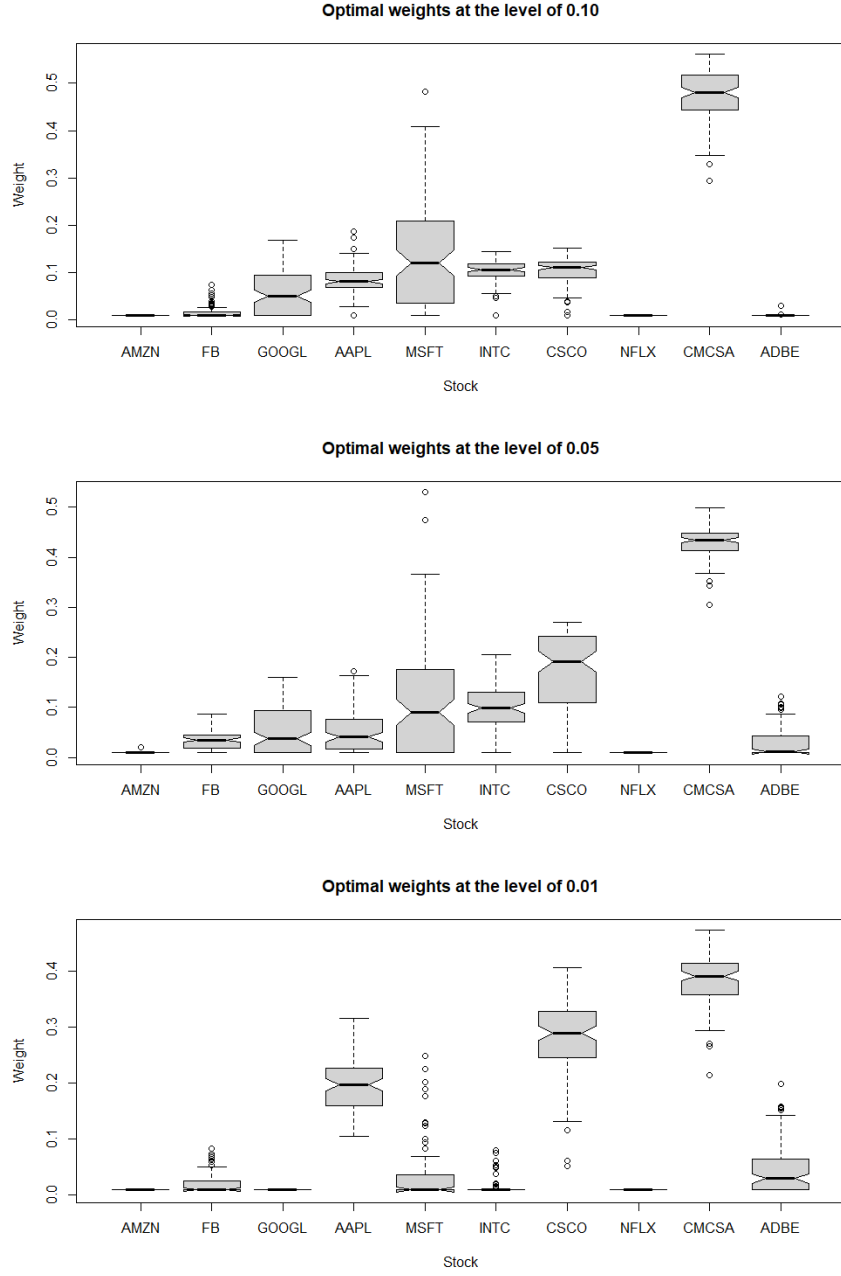 Optimal weights at the level of 0.10
0.5
0.4
0.3
0.2
0.1
0.0
Weight
AMZN FB GOOGL AAPL MSFT INTC CSCO NFLX CMCSA ADBE
Stock
Optimal weights at the level of 0.05
0.5
0.4
0.3
0.2
0.1
0.0
Weight
AMZN FB GOOGL AAPL MSFT INTC CSCO NFLX CMCSA ADBE
Stock
Optimal weights at the level of 0.01
0.4
0.3
0.2
0.1
0.0
Weight
AMZN FB GOOGL AAPL MSFT INTC CSCO NFLX CMCSA ADBE
Stock